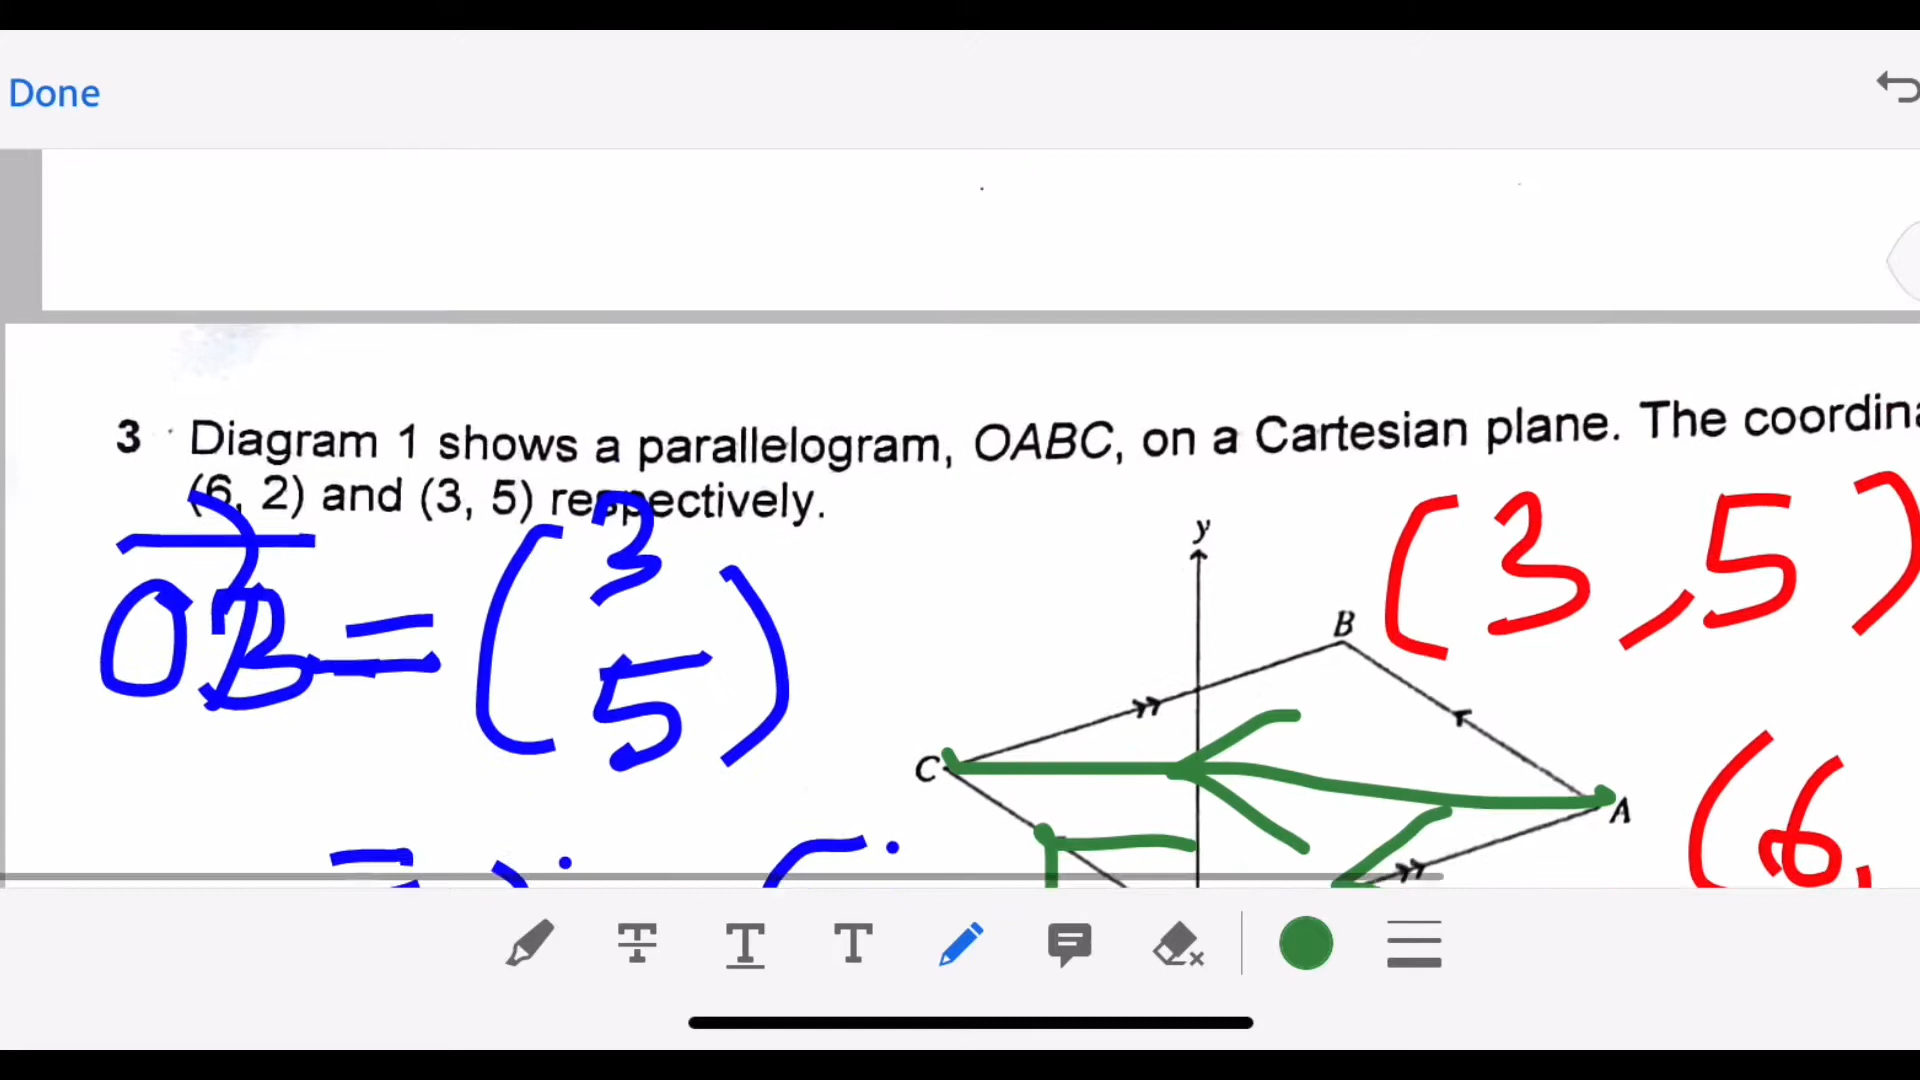 Done
3 Diagram 1 shows a parallelogram, OABC, on a Cartesian plane. The coordina
(6, 2) and (3, 5) respectively.
y
(3,5)
OB = (3
5)
B
C
A
(6,
T T T